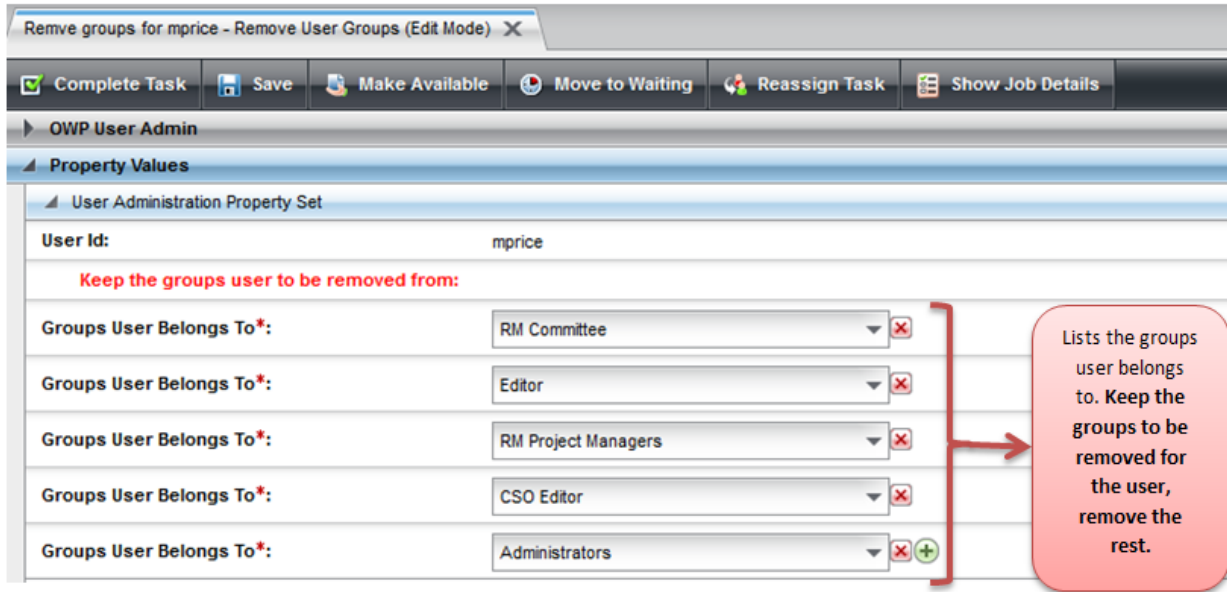 Remve groups for mprice - Remove User Groups (Edit Mode)
Complete Task Save Make Available Move to Waiting Reassign Task Show Job Details
OWP User Admin
Property Values
User Administration Property Set
User Id: mprice
Keep the groups user to be removed from:
Groups User Belongs To*: RM Committee
Groups User Belongs To*: Editor
Groups User Belongs To*: RM Project Managers
Groups User Belongs To*: CSO Editor
Groups User Belongs To*: Administrators
Lists the groups
user belongs
to. Keep the
groups to be
removed for
the user,
remove the
rest.